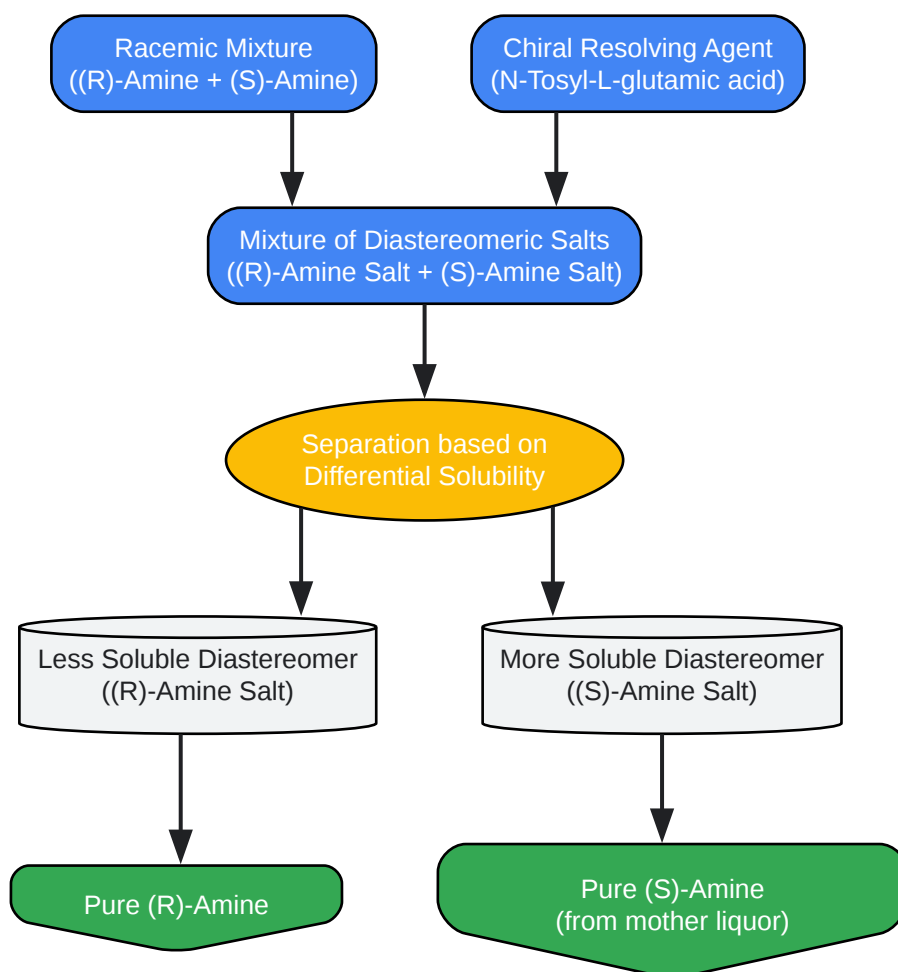 Racemic Mixture
((R)-Amine + (S)-Amine)
Chiral Resolving Agent
(N-Tosyl-L-glutamic acid)
Mixture of Diastereomeric Salts
((R)-Amine Salt + (S)-Amine Salt)
Separation based on
Differential Solubility
Less Soluble Diastereomer
((R)-Amine Salt)
More Soluble Diastereomer
((S)-Amine Salt)
Pure (R)-Amine
Pure (S)-Amine
(from mother liquor)